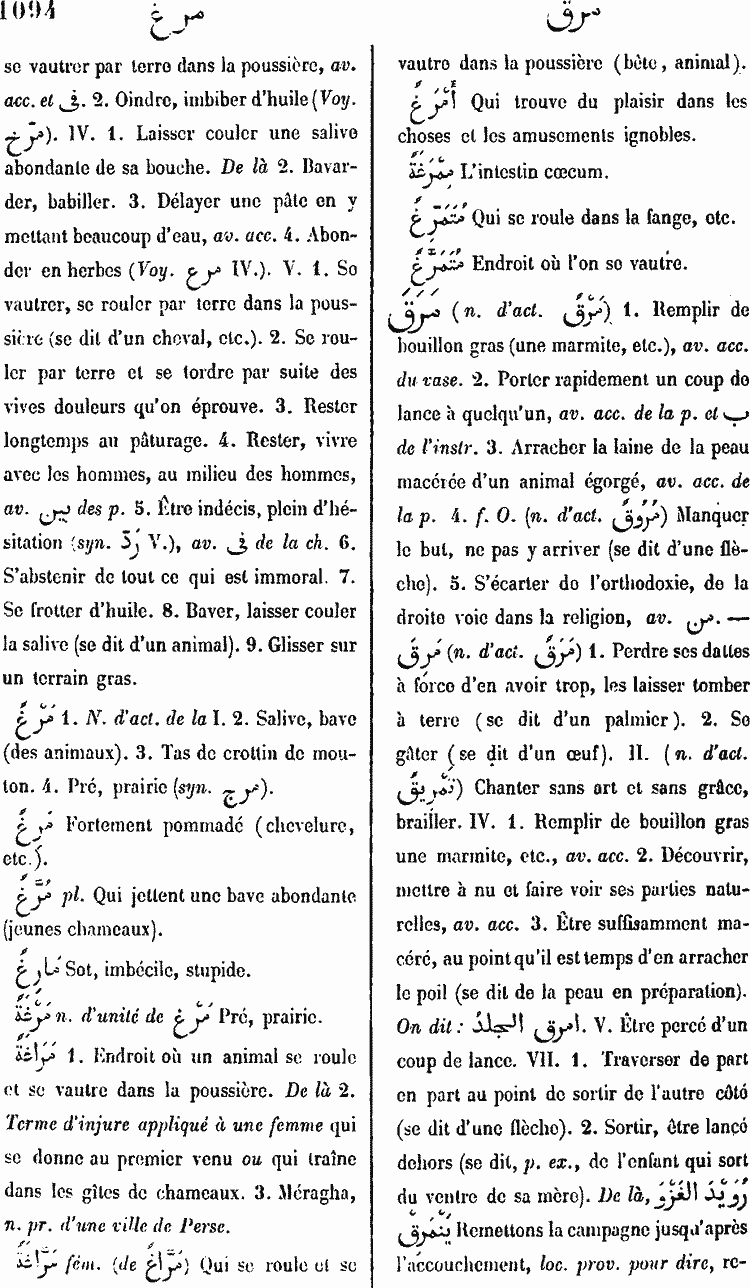 1094
مرغ
مرق
se vautrer par terre dans la poussière, av.
acc. et فى. 2. Oindre, imbiber d'huile (Voy.
مرّخ). IV. 1. Laisser couler une salive
abondante de sa bouche. De là 2. Bavar-
der, babiller. 3. Délayer une pâte en y
mettant beaucoup d'eau, av. acc. 4. Abon-
der en herbes (Voy. مرع IV.). V. 1. Se
vautrer, se rouler par terre dans la pous-
sière (se dit d'un cheval, etc.). 2. Se rou-
ler par terre et se tordre par suite des
vives douleurs qu'on éprouve. 3. Rester
longtemps au pâturage. 4. Rester, vivre
avec les hommes, au milieu des hommes,
av. بين des p. 5. Être indécis, plein d'hé-
sitation (syn. رَدّ V.), av. فى de la ch. 6.
S'abstenir de tout ce qui est immoral. 7.
Se frotter d'huile. 8. Baver, laisser couler
la salive (se dit d'un animal). 9. Glisser sur
un terrain gras.
مَرْغٌ 1. N. d'act. de la I. 2. Salive, bave
(des animaux). 3. Tas de crottin de mou-
ton. 4. Pré, prairie (syn. مرج).
مَرِغٌ Fortement pommadé (chevelure,
etc.).
مُرَّغٌ pl. Qui jettent une bave abondante
(jeunes chameaux).
مَارِغٌ Sot, imbécile, stupide.
مَرْغَةٌ n. d'unité de مَرْغ Pré, prairie.
مَرَاغَةٌ 1. Endroit où un animal se roule
et se vautre dans la poussière. De là 2.
Terme d'injure appliqué à une femme qui
se donne au premier venu ou qui traîne
dans les gîtes de chameaux. 3. Méragha,
n. pr. d'une ville de Perse.
مَرَّاغَةٌ fém. (de مَرَّاغٌ) Qui se roule et se
vautre dans la poussière (bête, animal).
أَمْرَغٌ Qui trouve du plaisir dans les
choses et les amusements ignobles.
مِمْرَغَةٌ L'intestin cœcum.
مُتَمَرِّغٌ Qui se roule dans la fange, etc.
مُتَمَرَّغٌ Endroit où l'on se vautre.
مَرَقَ (n. d'act. مَرْقٌ) 1. Remplir de
bouillon gras (une marmite, etc.), av. acc.
du vase. 2. Porter rapidement un coup de
lance à quelqu'un, av. acc. de la p. et ب
de l'instr. 3. Arracher la laine de la peau
macérée d'un animal égorgé, av. acc. de
la p. 4. f. O. (n. d'act. مُرُوقٌ) Manquer
le but, ne pas y arriver (se dit d'une flè-
che). 5. S'écarter de l'orthodoxie, de la
droite voie dans la religion, av. من. —
مَرِقَ (n. d'act. مَرَقٌ) 1. Perdre ses dattes
à force d'en avoir trop, les laisser tomber
à terre (se dit d'un palmier). 2. Se
gâter (se dit d'un œuf). II. (n. d'act.
تَمْرِيقٌ) Chanter sans art et sans grâce,
brailler. IV. 1. Remplir de bouillon gras
une marmite, etc., av. acc. 2. Découvrir,
mettre à nu et faire voir ses parties natu-
relles, av. acc. 3. Être suffisamment ma-
céré, au point qu'il est temps d'en arracher
le poil (se dit de la peau en préparation).
On dit : امرق الجلدُ. V. Être percé d'un
coup de lance. VII. 1. Traverser de part
en part au point de sortir de l'autre côté
(se dit d'une flèche). 2. Sortir, être lancé
dehors (se dit, p. ex., de l'enfant qui sort
du ventre de sa mère). De là, رُوَيْدَ الغَزْوَ
يَنْمَرِقْ Remettons la campagne jusqu'après
l'accouchement, loc. prov. pour dire, re-